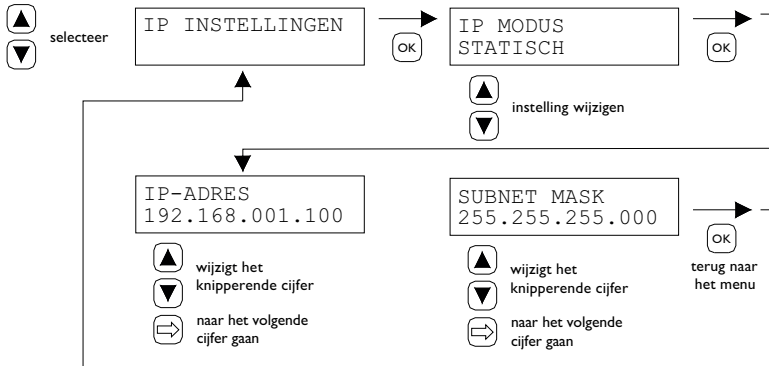 selecteer
IP INSTELLINGEN
OK
IP MODUS
STATISCH
OK
instelling wijzigen
IP-ADRES
192.168.001.100
SUBNET MASK
255.255.255.000
OK
terug naar
het menu
wijzigt het
knipperende cijfer
naar het volgende
cijfer gaan
wijzigt het
knipperende cijfer
naar het volgende
cijfer gaan